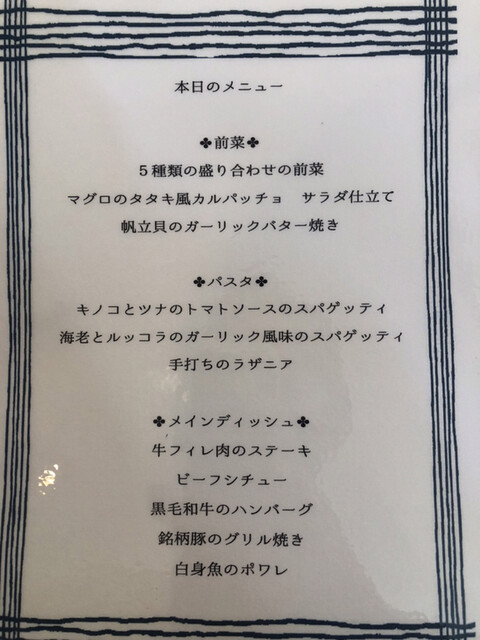 本日のメニュー
✤前菜✤
５種類の盛り合わせの前菜
マグロのタタキ風カルパッチョ　サラダ仕立て
帆立貝のガーリックバター焼き
✤パスタ✤
キノコとツナのトマトソースのスパゲッティ
海老とルッコラのガーリック風味のスパゲッティ
手打ちのラザニア
✤メインディッシュ✤
牛フィレ肉のステーキ
ビーフシチュー
黒毛和牛のハンバーグ
銘柄豚のグリル焼き
白身魚のポワレ